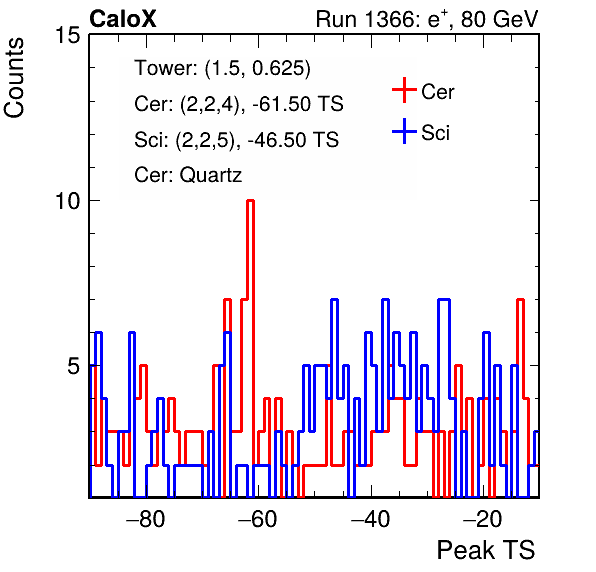 CaloX Run 1366: e⁺, 80 GeV
Counts
15
Tower: (1.5, 0.625)
Cer: (2,2,4), -61.50 TS
Sci: (2,2,5), -46.50 TS
Cer: Quartz
Cer
Sci
10
5
−80 −60 −40 −20
Peak TS